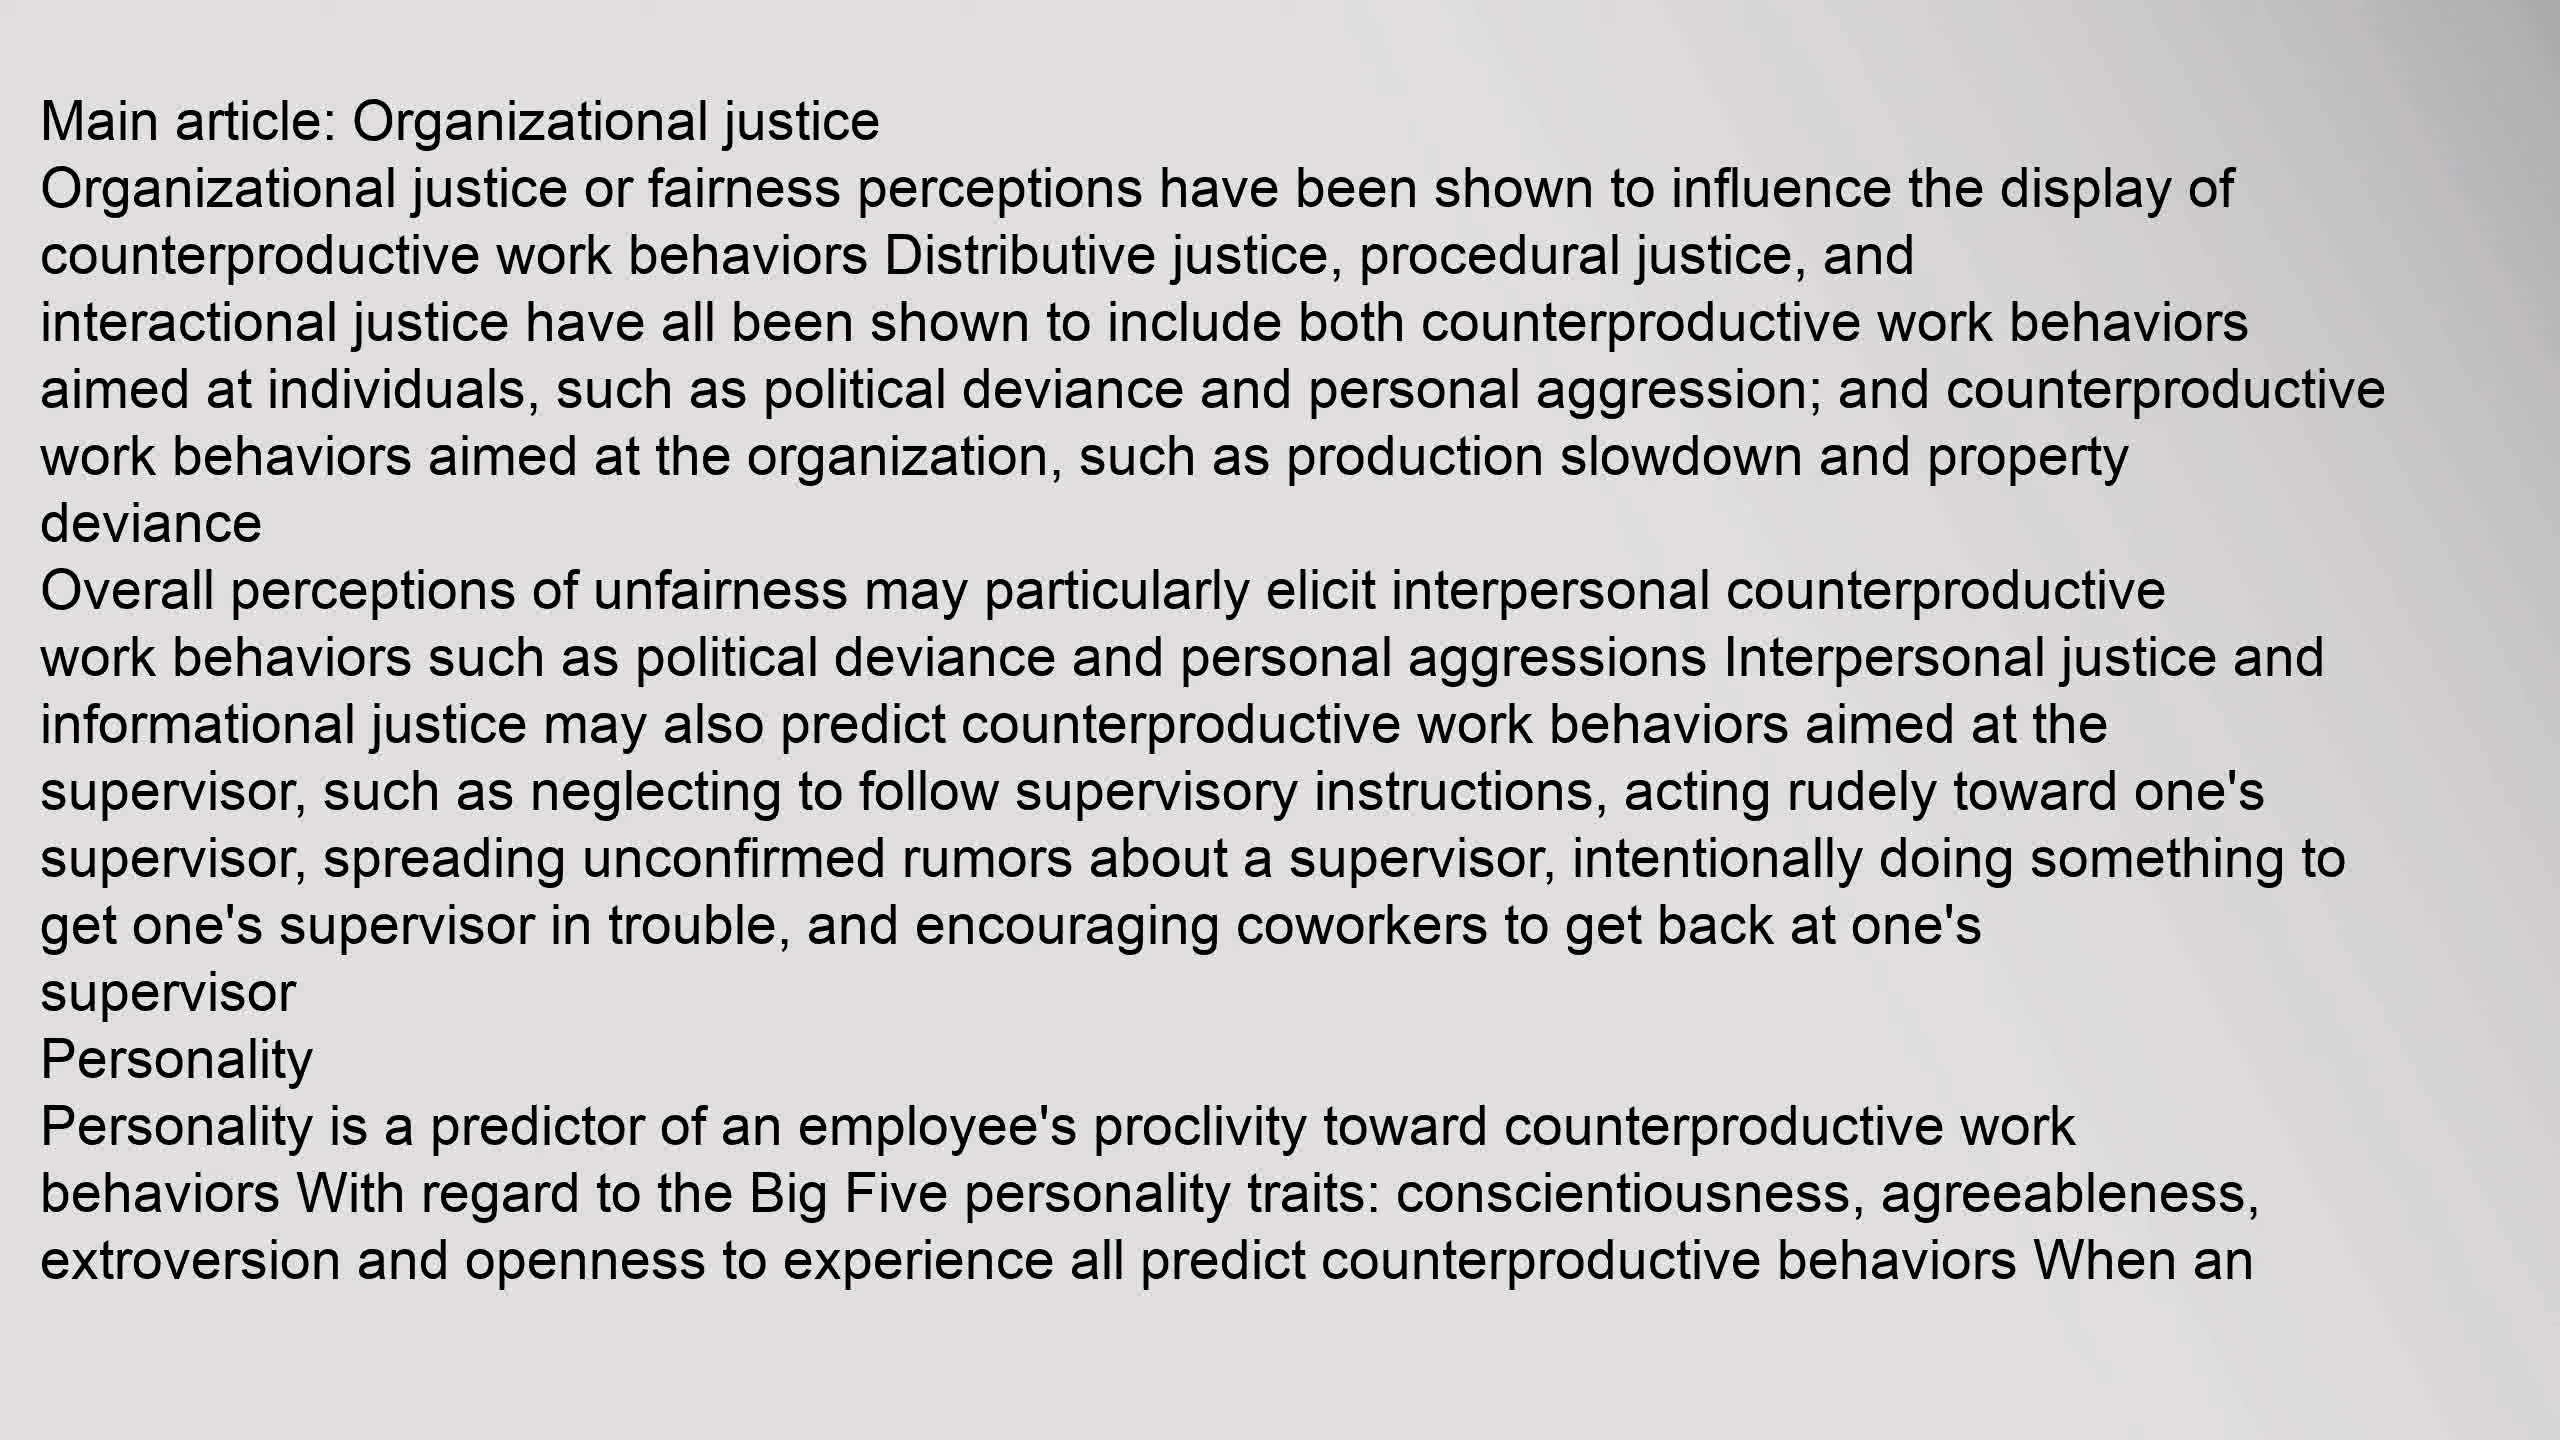 Main article: Organizational justice
Organizational justice or fairness perceptions have been shown to influence the display of
counterproductive work behaviors Distributive justice, procedural justice, and
interactional justice have all been shown to include both counterproductive work behaviors
aimed at individuals, such as political deviance and personal aggression; and counterproductive
work behaviors aimed at the organization, such as production slowdown and property
deviance
Overall perceptions of unfairness may particularly elicit interpersonal counterproductive
work behaviors such as political deviance and personal aggressions Interpersonal justice and
informational justice may also predict counterproductive work behaviors aimed at the
supervisor, such as neglecting to follow supervisory instructions, acting rudely toward one's
supervisor, spreading unconfirmed rumors about a supervisor, intentionally doing something to
get one's supervisor in trouble, and encouraging coworkers to get back at one's
supervisor
Personality
Personality is a predictor of an employee's proclivity toward counterproductive work
behaviors With regard to the Big Five personality traits: conscientiousness, agreeableness,
extroversion and openness to experience all predict counterproductive behaviors When an